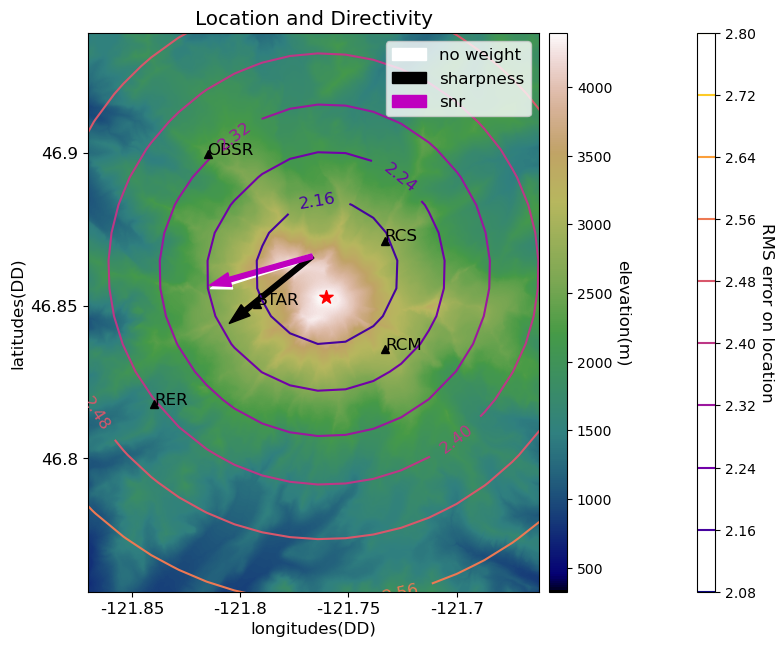 Location and Directivity
no weight
sharpness
snr
OBSR
2.32
2.24
2.16
RCS
STAR
RCM
RER
2.48
2.40
2.56
46.9
46.85
46.8
latitudes(DD)
-121.85
-121.8
-121.75
-121.7
longitudes(DD)
4000
3500
3000
2500
2000
1500
1000
500
elevation(m)
2.80
2.72
2.64
2.56
2.48
2.40
2.32
2.24
2.16
2.08
RMS error on location